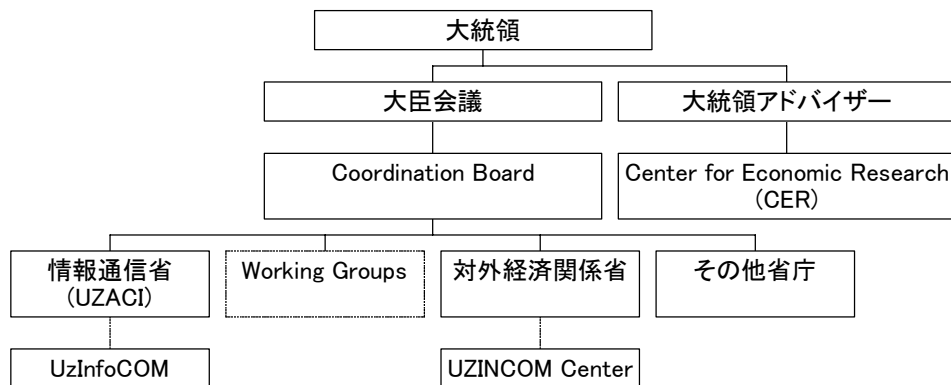 大統領
大臣会議
大統領アドバイザー
Coordination Board
Center for Economic Research
(CER)
情報通信省
(UZACI)
Working Groups
対外経済関係省
その他省庁
UzInfoCOM
UZINCOM Center